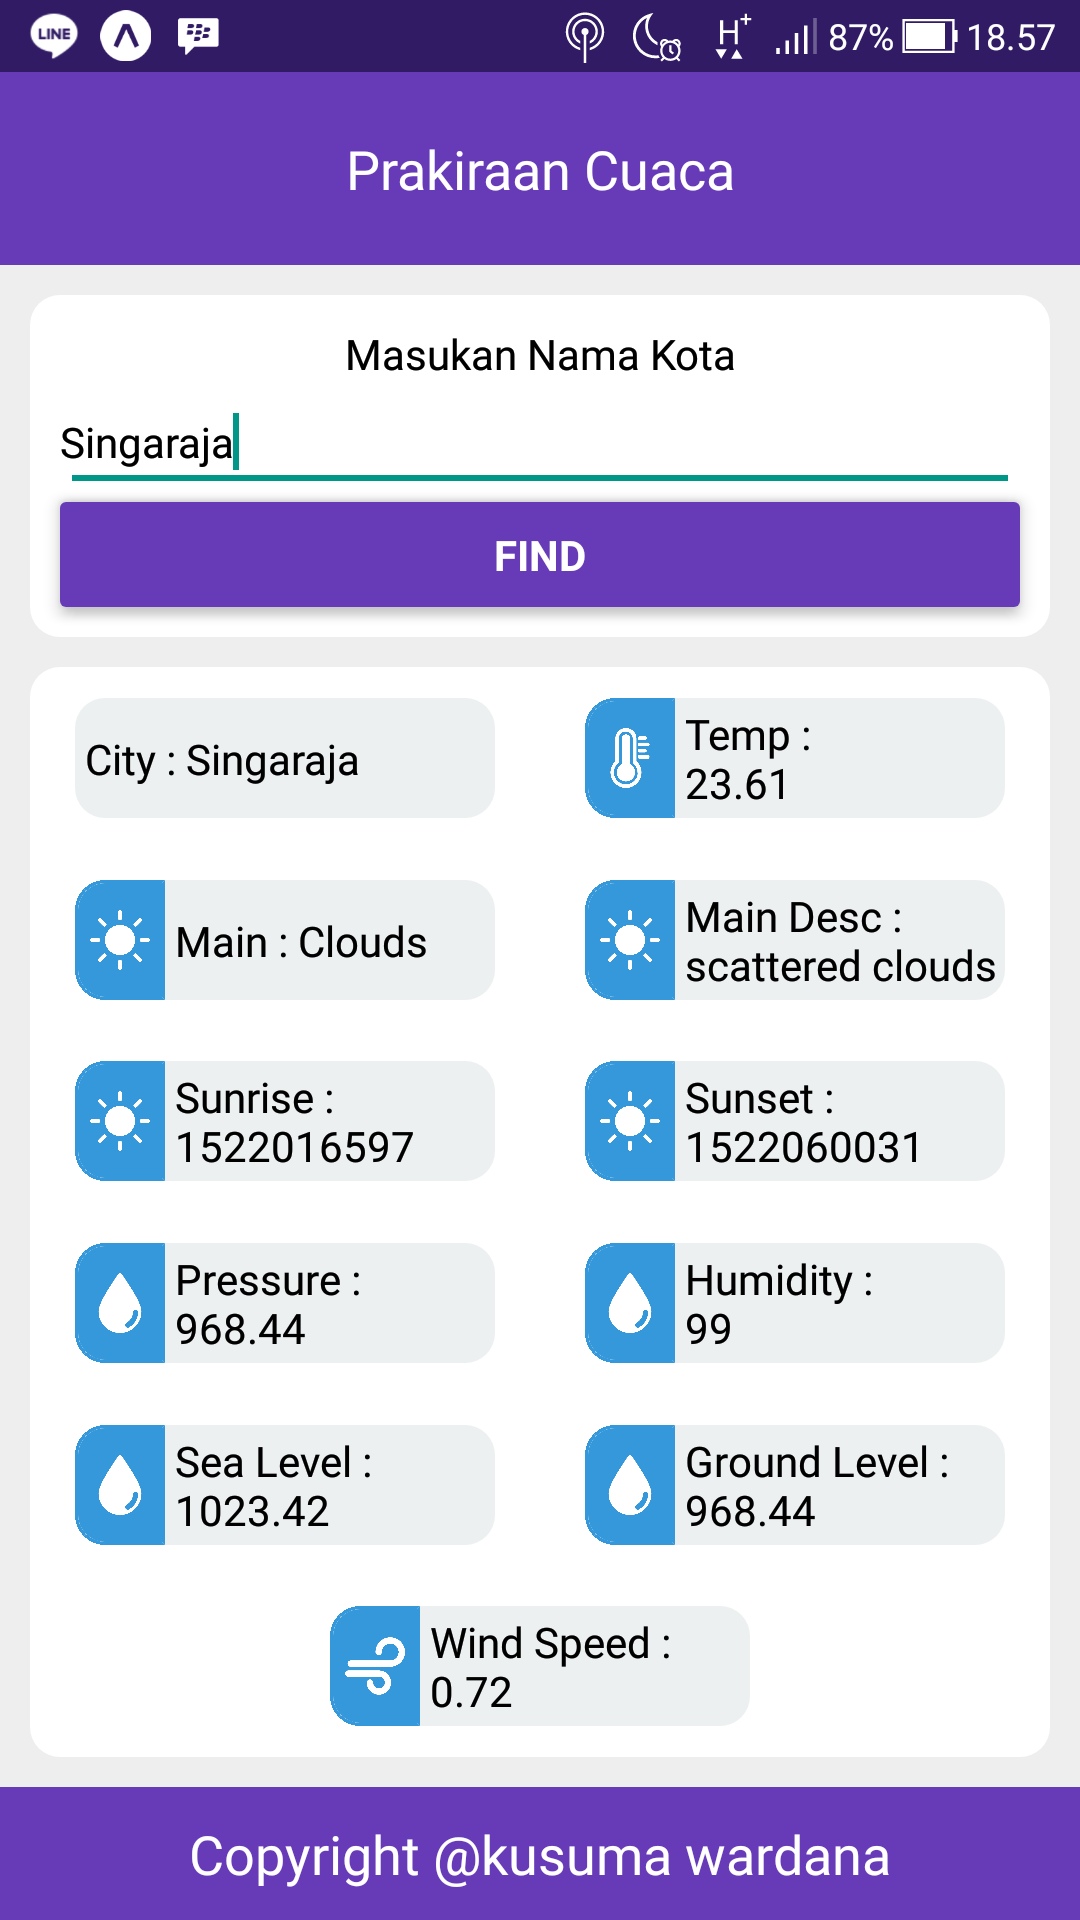 LINE
H+ 87% 18.57
Prakiraan Cuaca
Masukan Nama Kota
Singaraja
FIND
City : Singaraja
Temp :
23.61
Main : Clouds
Main Desc :
scattered clouds
Sunrise :
1522016597
Sunset :
1522060031
Pressure :
968.44
Humidity :
99
Sea Level :
1023.42
Ground Level :
968.44
Wind Speed :
0.72
Copyright @kusuma wardana